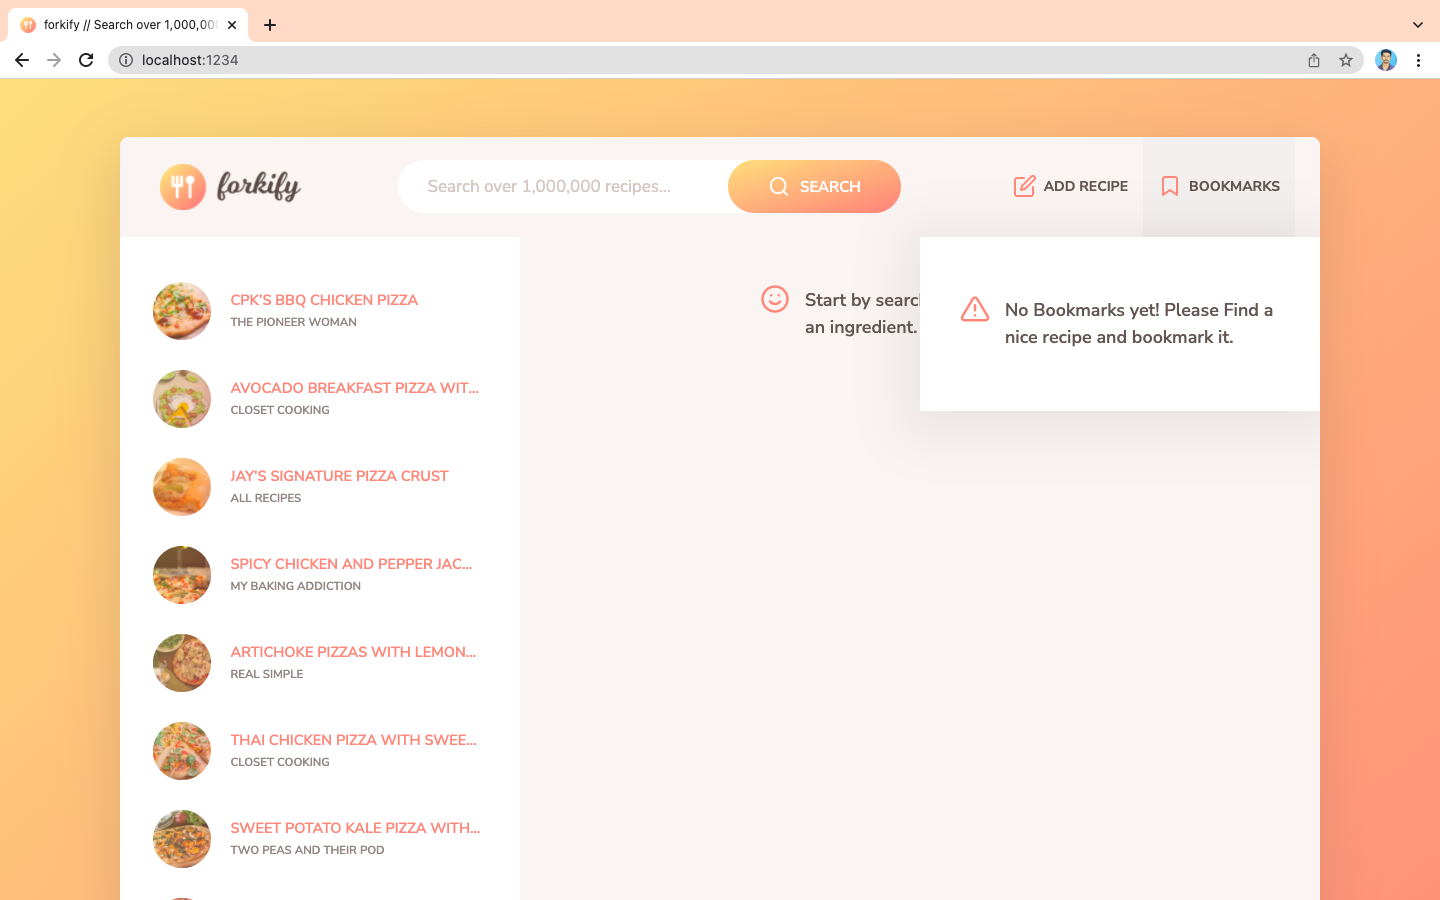 forkify // Search over 1,000,000
localhost:1234
forkify
Search over 1,000,000 recipes...
SEARCH
ADD RECIPE
BOOKMARKS
CPK'S BBQ CHICKEN PIZZA
THE PIONEER WOMAN
AVOCADO BREAKFAST PIZZA WIT...
CLOSET COOKING
JAY'S SIGNATURE PIZZA CRUST
ALL RECIPES
SPICY CHICKEN AND PEPPER JAC...
MY BAKING ADDICTION
ARTICHOKE PIZZAS WITH LEMON...
REAL SIMPLE
THAI CHICKEN PIZZA WITH SWEE...
CLOSET COOKING
SWEET POTATO KALE PIZZA WITH...
TWO PEAS AND THEIR POD
Start by searc
an ingredient.
No Bookmarks yet! Please Find a
nice recipe and bookmark it.